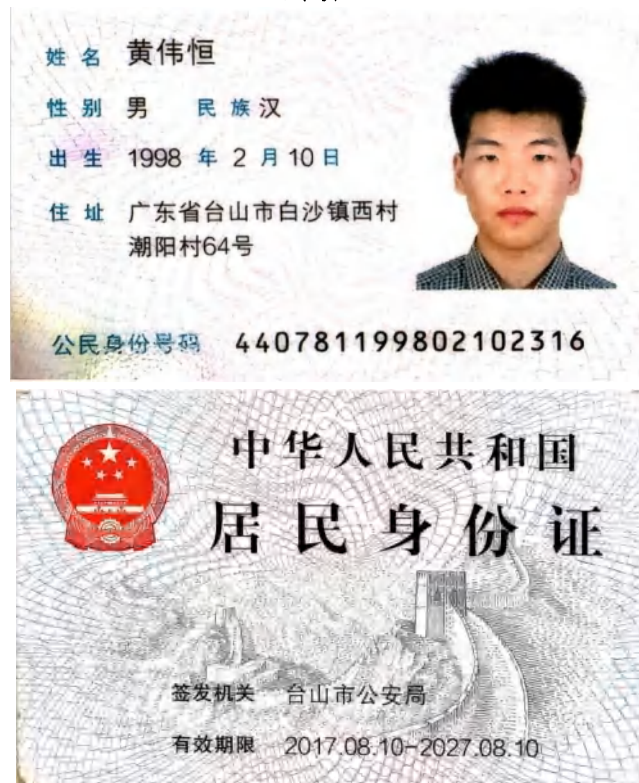 姓名 黄伟恒
性别 男 民族 汉
出生 1998 年 2 月 10 日
住址 广东省台山市白沙镇西村
潮阳村64号
公民身份号码 440781199802102316
中华人民共和国
居民身份证
签发机关 台山市公安局
有效期限 2017.08.10-2027.08.10